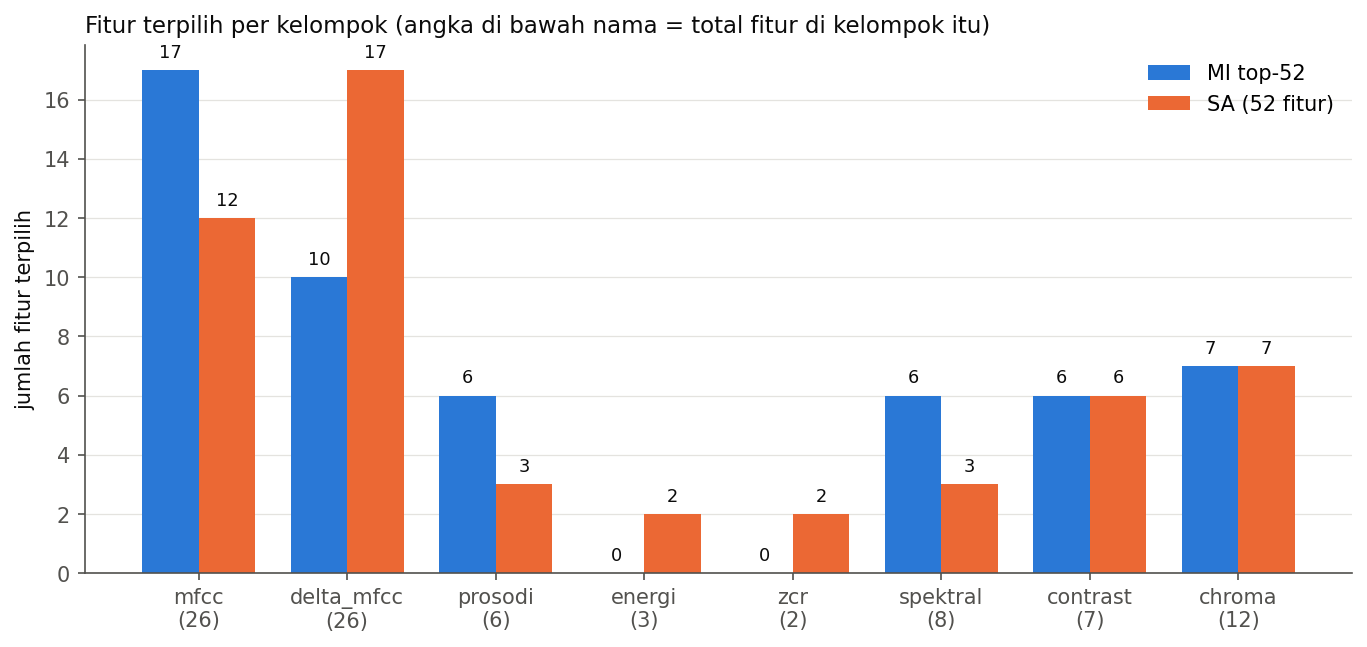 Fitur terpilih per kelompok (angka di bawah nama = total fitur di kelompok itu)
MI top-52
SA (52 fitur)
jumlah fitur terpilih
16
14
12
10
8
6
4
2
0
17
12
10
17
6
3
0
2
0
2
6
3
6
6
7
7
mfcc
(26)
delta_mfcc
(26)
prosodi
(6)
energi
(3)
zcr
(2)
spektral
(8)
contrast
(7)
chroma
(12)